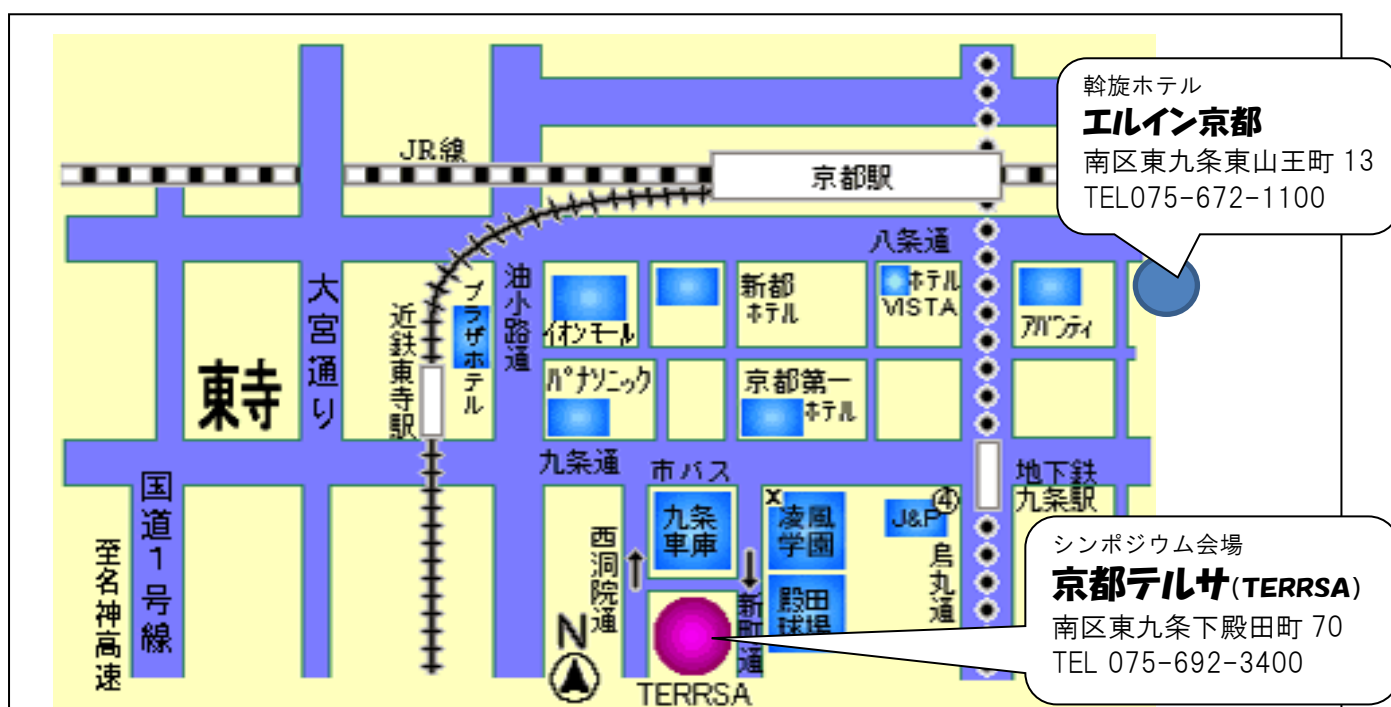 斡旋ホテル
エルイン京都
南区東九条東山王町 13
TEL075-672-1100
JR線
京都駅
八条通
大宮通り
近鉄東寺駅
プラザホテル
油小路通
イオンモール
新都
ホテル
ホテル
VISTA
アバンティ
東寺
パナソニック
京都第一
ホテル
九条通
市バス
地下鉄
九条駅
国道1号線
至名神高速
西洞院通
九条
車庫
x
凌風
学園
J&P
④
烏丸通
新町通
殿田
球場
N
TERRSA
シンポジウム会場
京都テルサ(TERRSA)
南区東九条下殿田町 70
TEL 075-692-3400